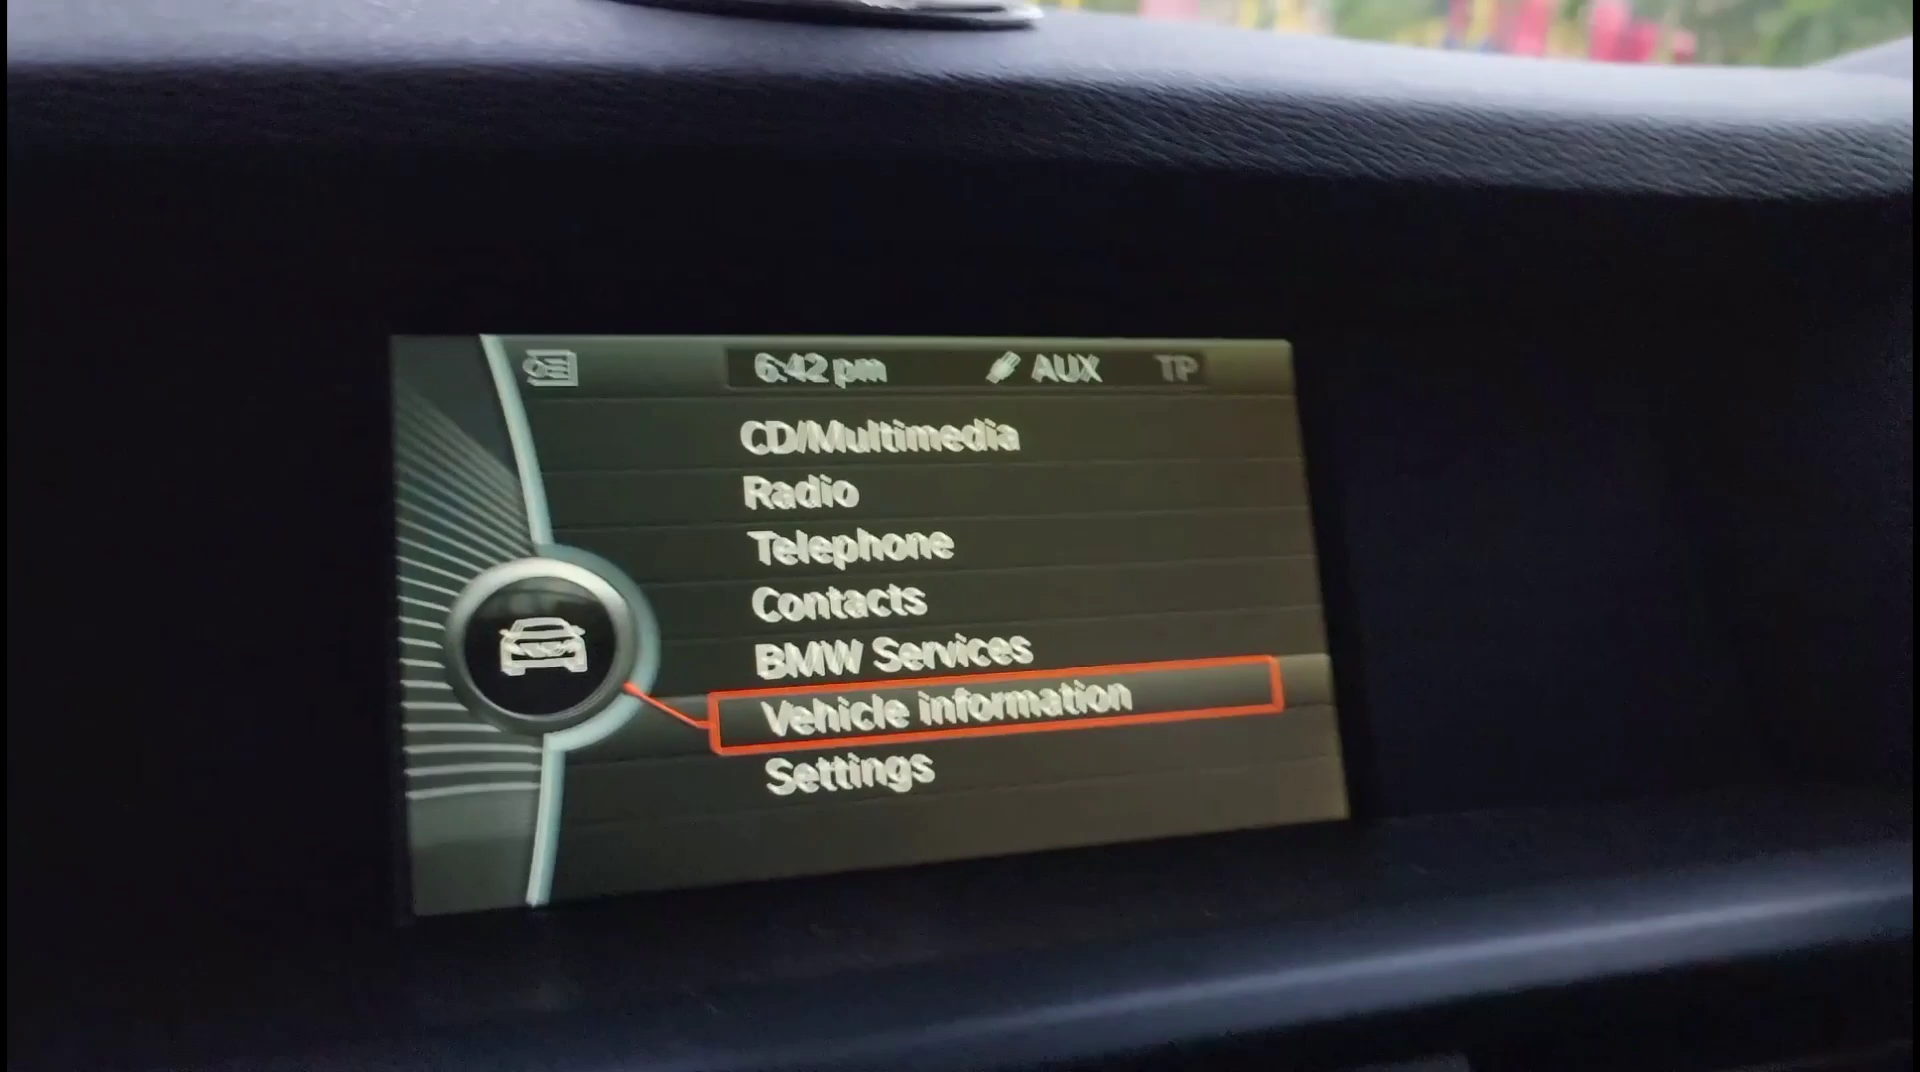 6:42 pm AUX TP
CD/Multimedia
Radio
Telephone
Contacts
BMW Services
Vehicle information
Settings